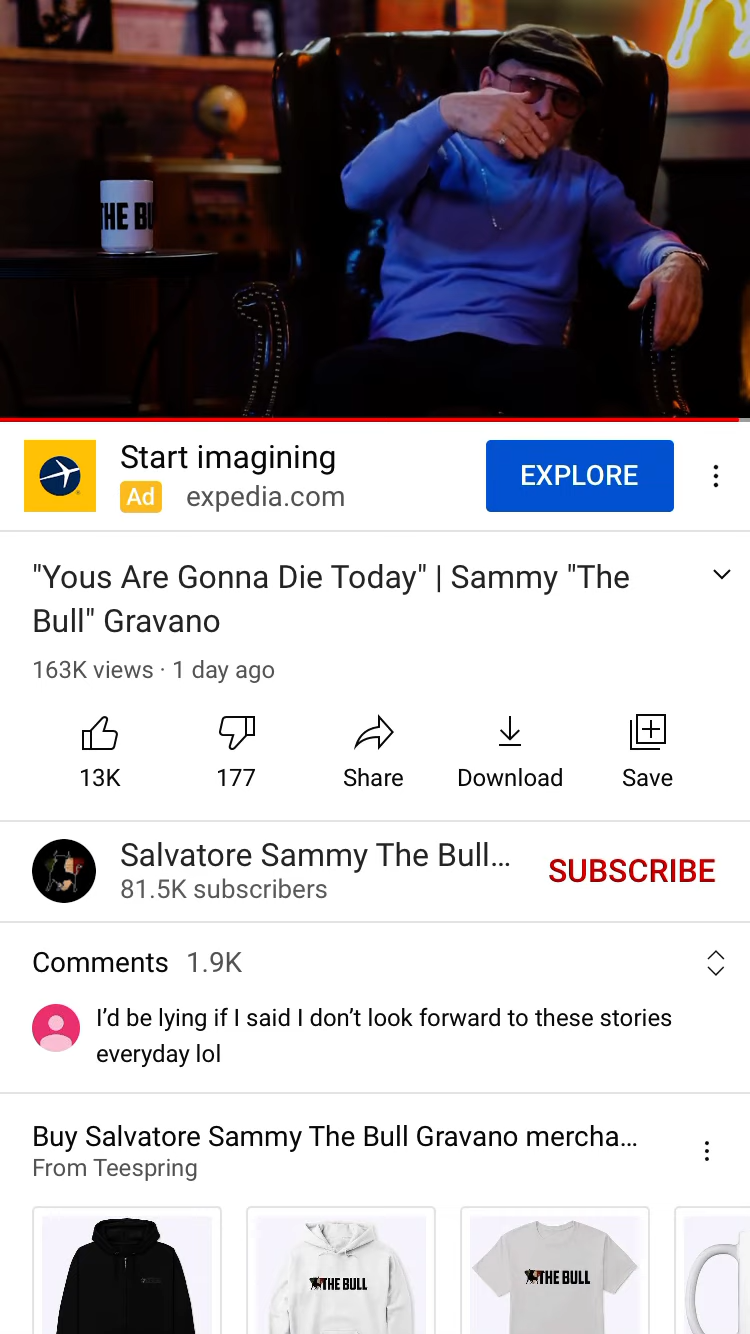 THE BU
Start imagining
EXPLORE
Ad expedia.com
"Yous Are Gonna Die Today" | Sammy "The
Bull" Gravano
163K views · 1 day ago
13K
177
Share
Download
Save
Salvatore Sammy The Bull...
81.5K subscribers
SUBSCRIBE
Comments 1.9K
I’d be lying if I said I don’t look forward to these stories
everyday lol
Buy Salvatore Sammy The Bull Gravano mercha...
From Teespring
THE BULL
THE BULL